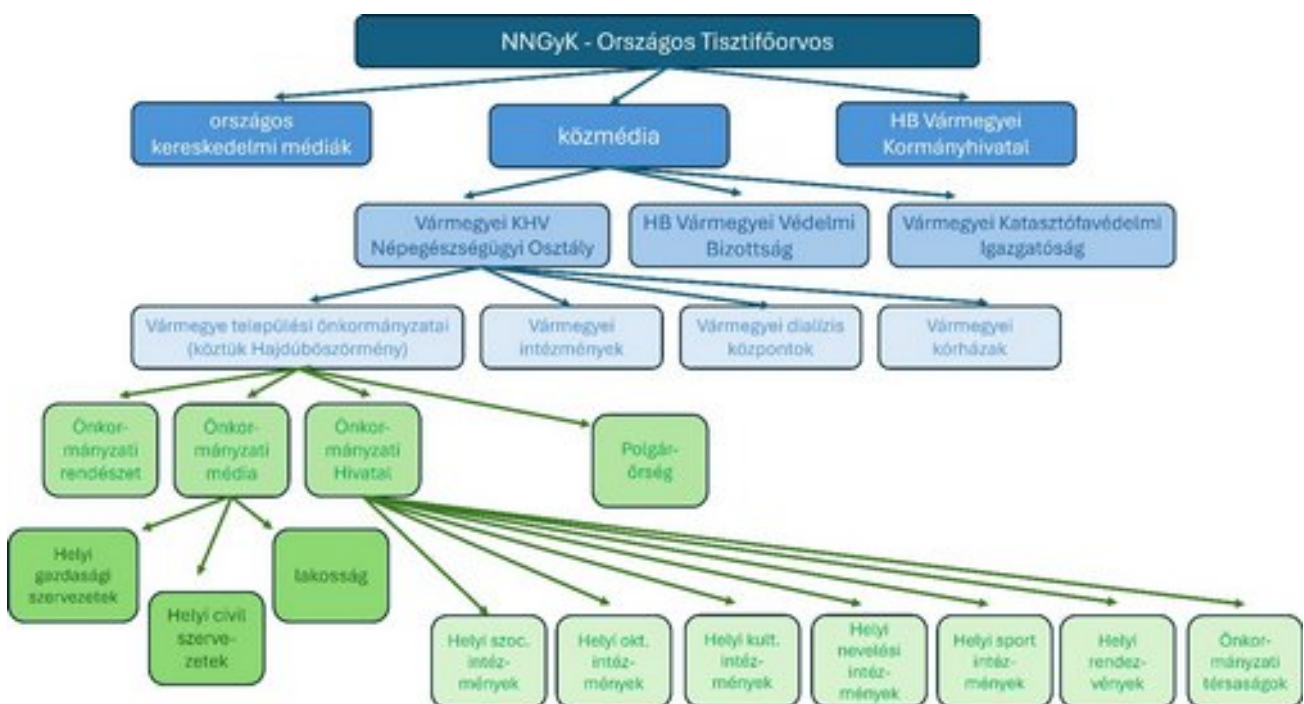 NNGyK - Országos Tisztifőorvos
országos
kereskedelmi médiák
közmédia
HB Vármegyei
Kormányhivatal
Vármegyei KHV
Népegészségügyi Osztály
HB Vármegyei Védelmi
Bizottság
Vármegyei Katasztófavédelmi
Igazgatóság
Vármegye települési önkormányzatai
(köztük Hajdúböszörmény)
Vármegyei
intézmények
Vármegyei dialízis
központok
Vármegyei
kórházak
Önkor-
mányzati
rendészet
Önkor-
mányzati
média
Önkor-
mányzati
Hivatal
Polgár-
őrség
Helyi
gazdasági
szervezetek
Helyi civil
szerve-
zetek
lakosság
Helyi szoc.
intéz-
mények
Helyi okt.
intéz-
mények
Helyi kult.
intéz-
mények
Helyi
nevelési
intéz-
mények
Helyi sport
intéz-
mények
Helyi
rendez-
vények
Önkor-
mányzati
társaságok